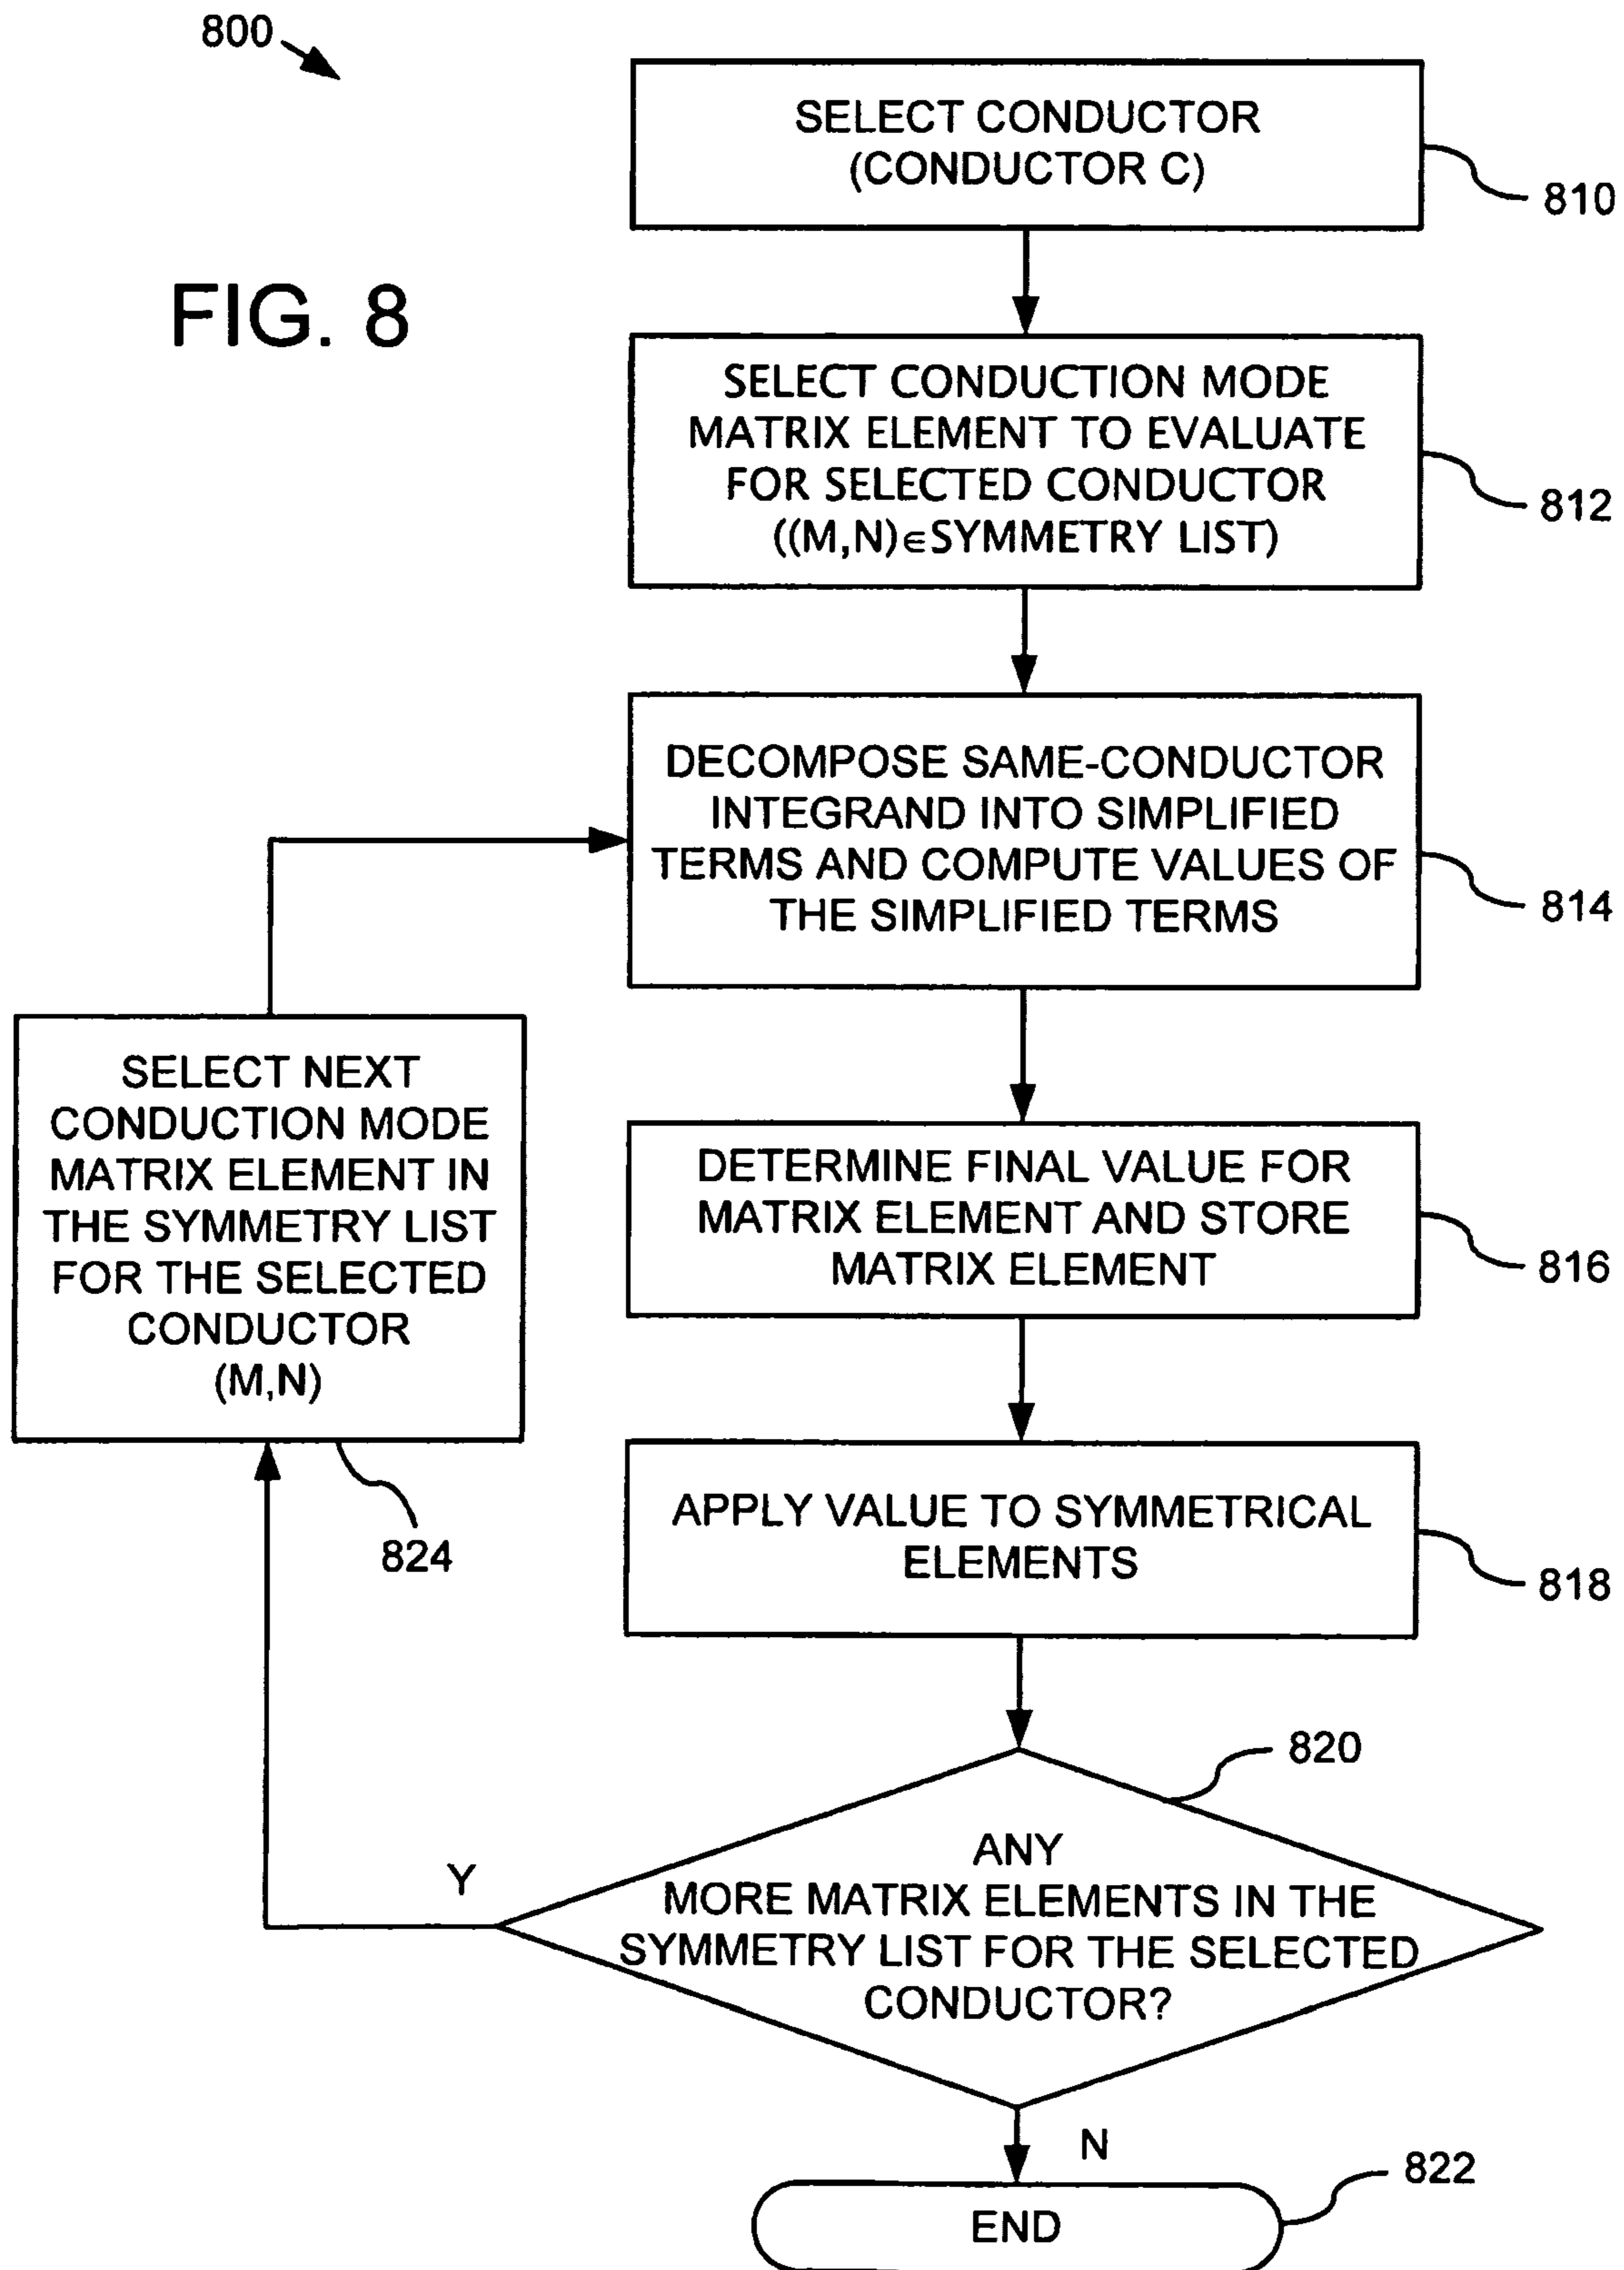 800
SELECT CONDUCTOR
(CONDUCTOR C)
810
FIG. 8
SELECT CONDUCTION MODE
MATRIX ELEMENT TO EVALUATE
FOR SELECTED CONDUCTOR
((M,N)∈SYMMETRY LIST)
812
DECOMPOSE SAME-CONDUCTOR
INTEGRAND INTO SIMPLIFIED
TERMS AND COMPUTE VALUES OF
THE SIMPLIFIED TERMS
814
SELECT NEXT
CONDUCTION MODE
MATRIX ELEMENT IN
THE SYMMETRY LIST
FOR THE SELECTED
CONDUCTOR
(M,N)
824
DETERMINE FINAL VALUE FOR
MATRIX ELEMENT AND STORE
MATRIX ELEMENT
816
APPLY VALUE TO SYMMETRICAL
ELEMENTS
818
820
ANY
MORE MATRIX ELEMENTS IN THE
SYMMETRY LIST FOR THE SELECTED
CONDUCTOR?
Y
N
END
822